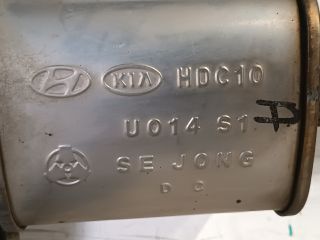 KIA HDC10
U014 S1
SE JONG
D C